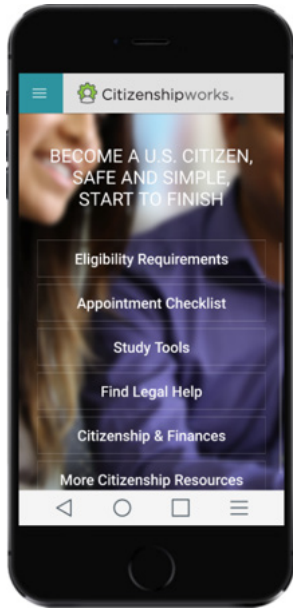 Citizenshipworks.
BECOME A U.S. CITIZEN,
SAFE AND SIMPLE,
START TO FINISH
Eligibility Requirements
Appointment Checklist
Study Tools
Find Legal Help
Citizenship & Finances
More Citizenship Resources